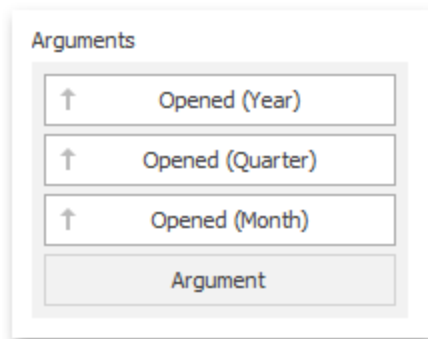 Arguments
Opened (Year)
Opened (Quarter)
Opened (Month)
Argument